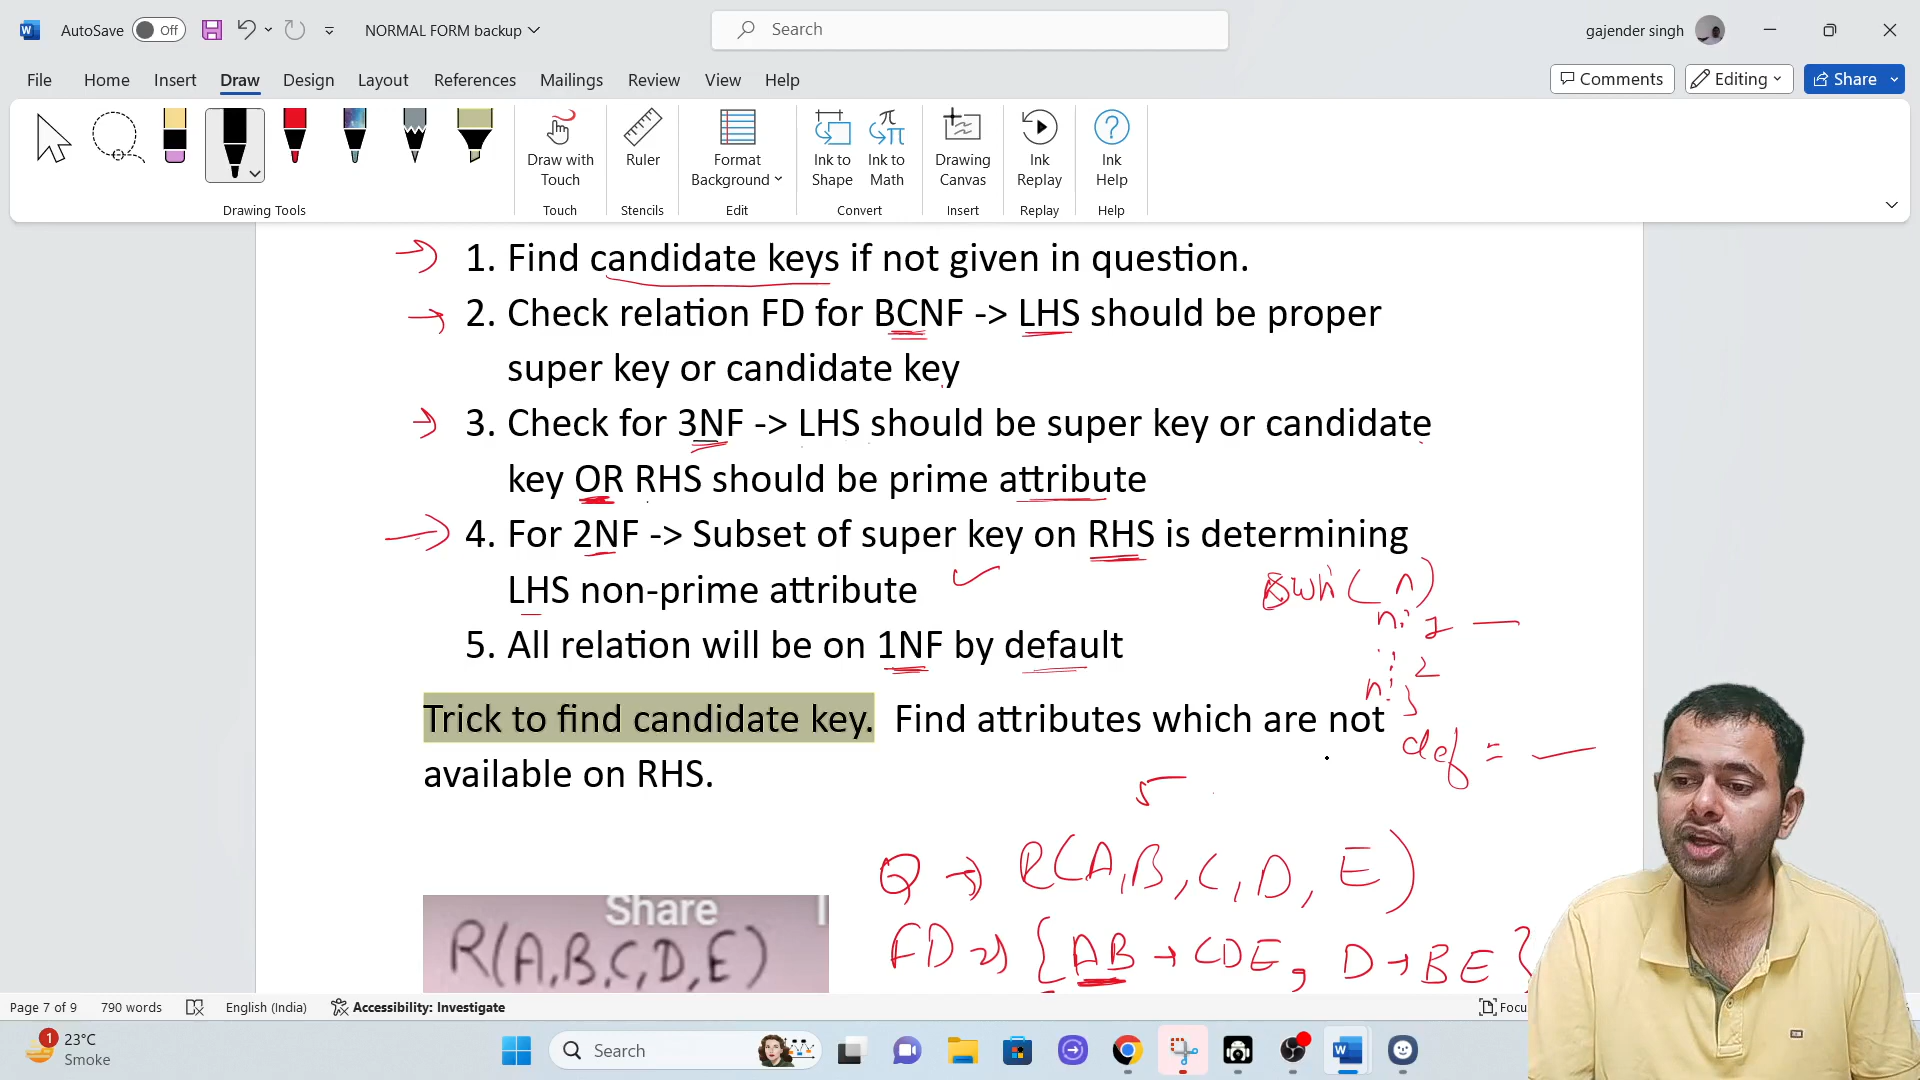 AutoSave Off NORMAL FORM backup Search gajender singh
File Home Insert Draw Design Layout References Mailings Review View Help Comments Editing Share
Draw with Touch Ruler Format Background Ink to Shape Ink to Math Drawing Canvas Ink Replay Ink Help
Drawing Tools Touch Stencils Edit Convert Insert Replay Help
1. Find candidate keys if not given in question.
2. Check relation FD for BCNF -> LHS should be proper
super key or candidate key
3. Check for 3NF -> LHS should be super key or candidate
key OR RHS should be prime attribute
4. For 2NF -> Subset of super key on RHS is determining
LHS non-prime attribute
5. All relation will be on 1NF by default
Trick to find candidate key. Find attributes which are not
available on RHS.
n: 1
: 2
n: 3
def =
Q → R(A,B,C,D,E)
FD → {AB → CDE, D → BE}
Share
R(A,B,C,D,E)
Page 7 of 9 790 words English (India) Accessibility: Investigate Focu
1 23°C
Smoke
Search